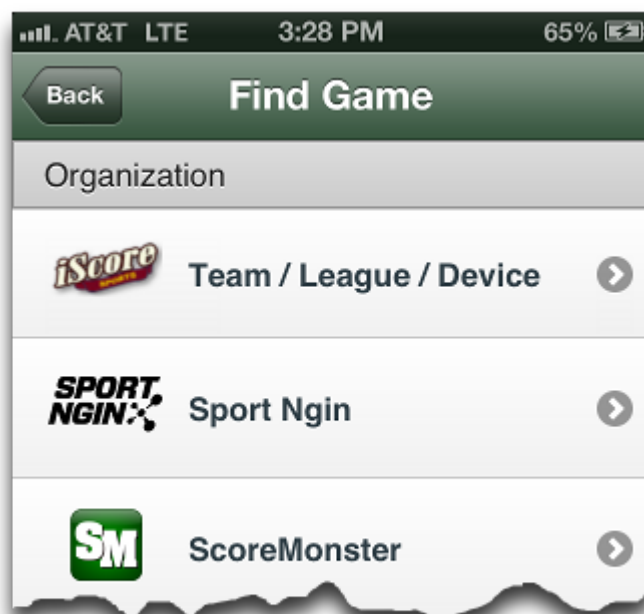 AT&T LTE 3:28 PM 65%
Back Find Game
Organization
iScore SPORTS Team / League / Device
SPORT NGIN Sport Ngin
SM ScoreMonster